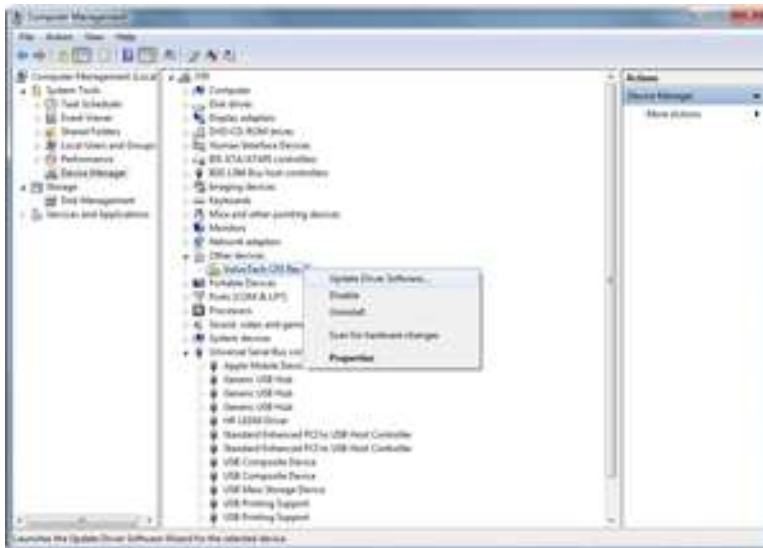 Computer Management
File Action View Help
Computer Management (Local
System Tools
Task Scheduler
Event Viewer
Shared Folders
Local Users and Groups
Performance
Device Manager
Storage
Disk Management
Services and Applications
Computer
Disk drives
Display adapters
DVD/CD-ROM drives
Human Interface Devices
IDE ATA/ATAPI controllers
IEEE 1394 Bus host controllers
Imaging devices
Keyboards
Mice and other pointing devices
Monitors
Network adapters
Other devices
Portable Devices
Ports (COM & LPT)
Processors
Sound, video and game
System devices
Universal Serial Bus con
Apple Mobile Device
Generic USB Hub
Generic USB Hub
Generic USB Hub
Standard Enhanced PCI to USB Host Controller
Standard Enhanced PCI to USB Host Controller
USB Composite Device
USB Composite Device
USB Mass Storage Device
USB Printing Support
USB Printing Support
Update Driver Software...
Disable
Uninstall
Scan for hardware changes
Properties
Actions
Device Manager
More Actions
Launches the Update Driver Software Wizard for the selected device.